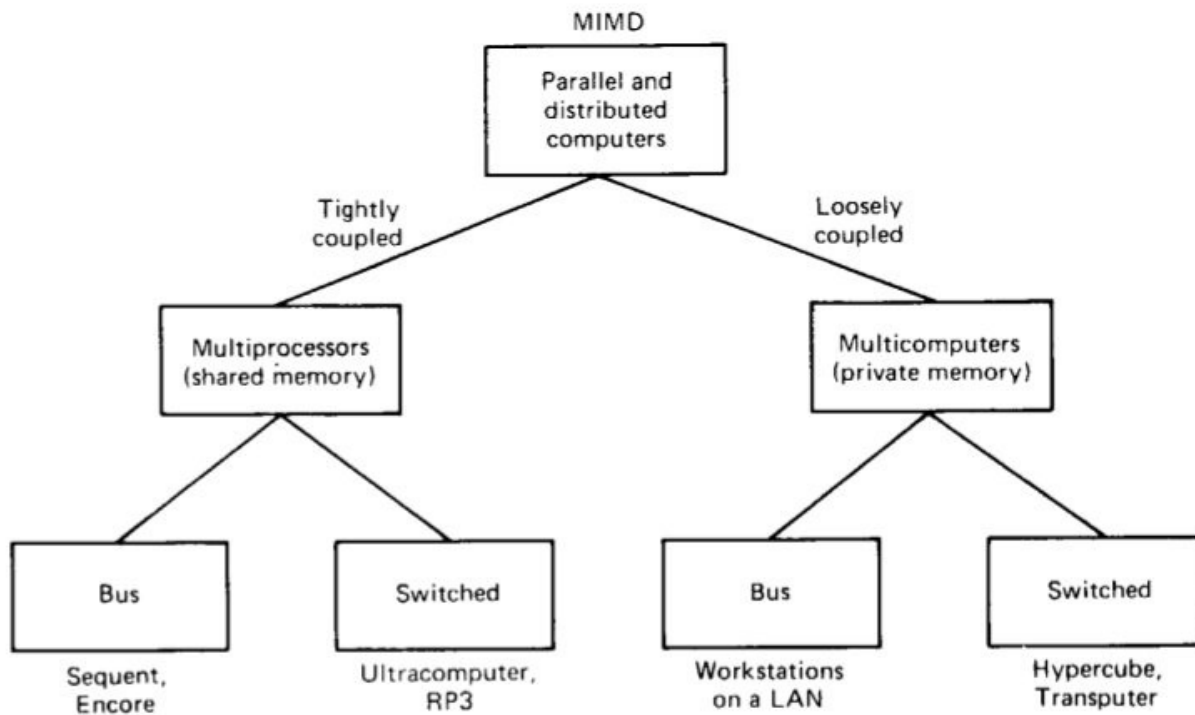 MIMD
Parallel and
distributed
computers
Tightly
coupled
Loosely
coupled
Multiprocessors
(shared memory)
Multicomputers
(private memory)
Bus
Switched
Bus
Switched
Sequent,
Encore
Ultracomputer,
RP3
Workstations
on a LAN
Hypercube,
Transputer